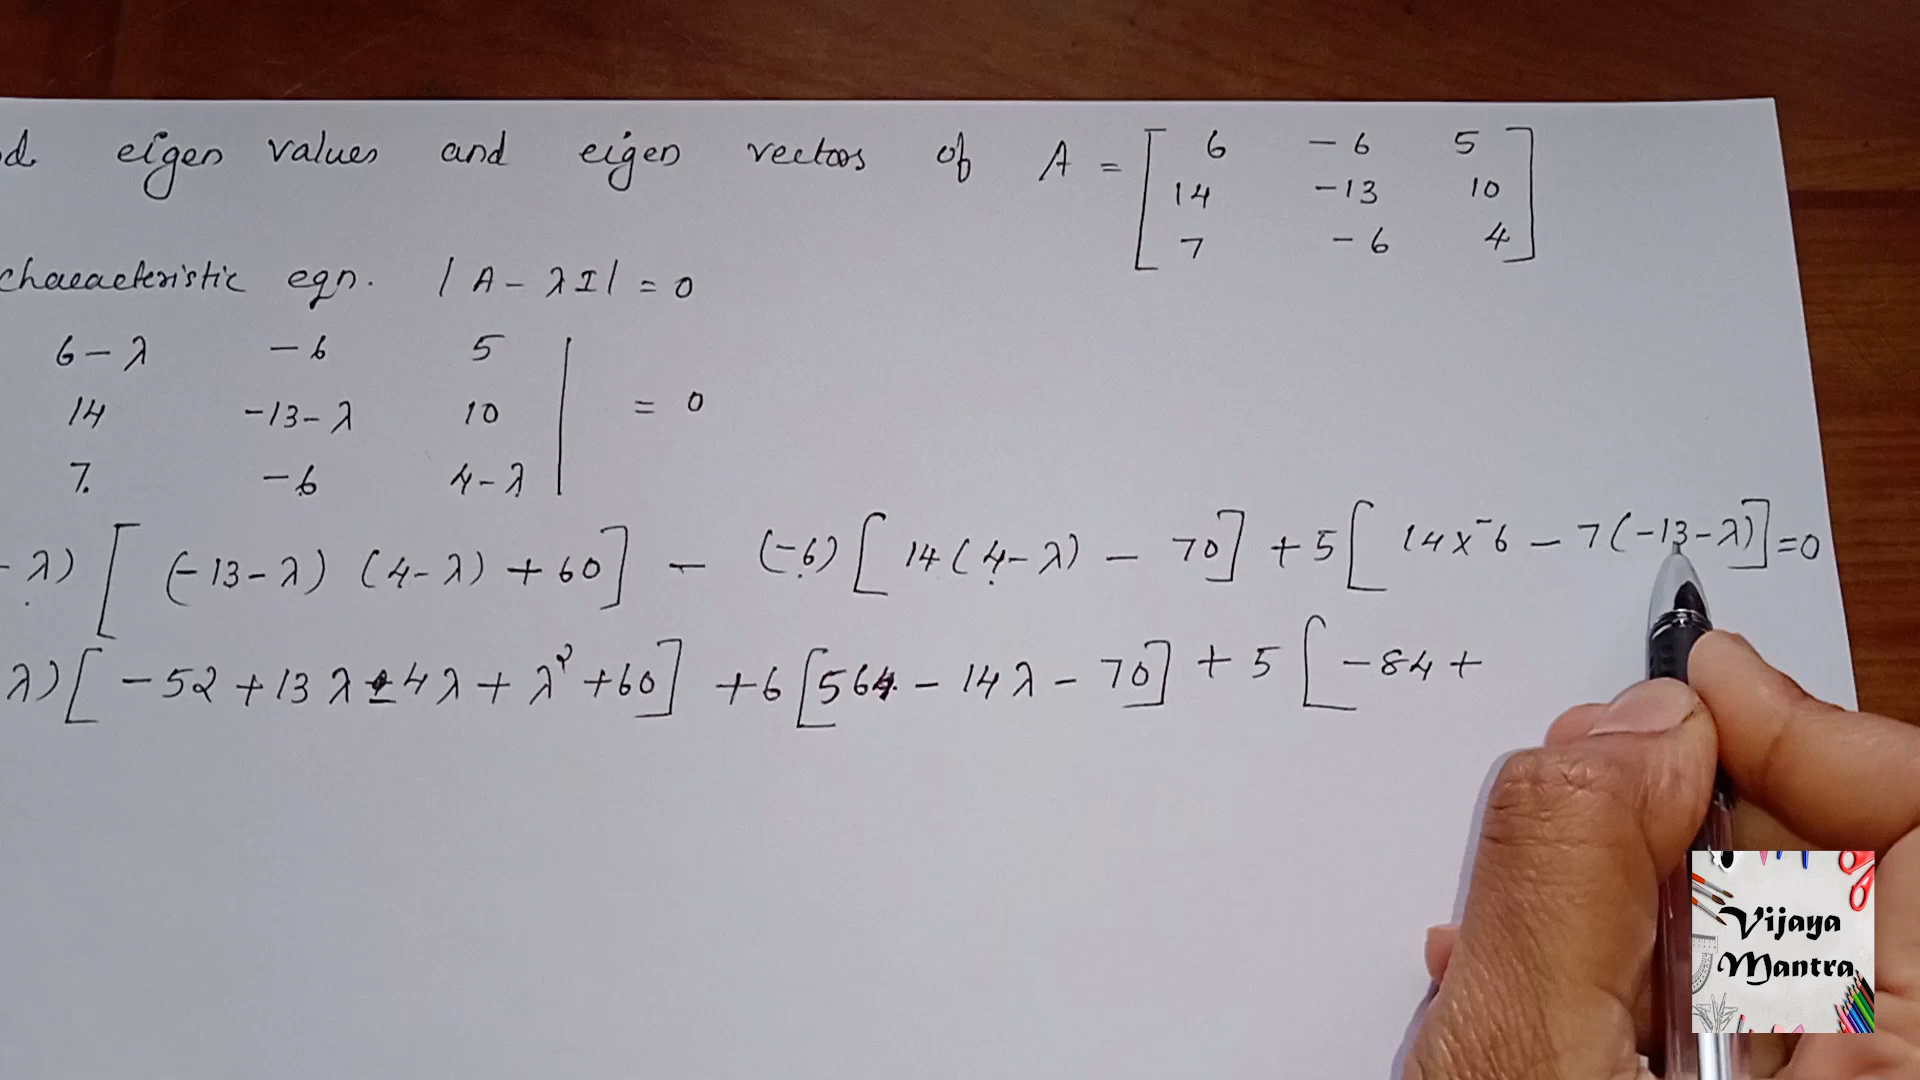 d eigen values and eigen vectors of A = [ 6 -6 5
14 -13 10
7 -6 4 ]
characteristic eqn. |A - λI| = 0
6-λ -6 5
14 -13-λ 10 | = 0
7. -6 4-λ
-λ) [ (-13-λ) (4-λ) + 60 ] - (-6) [ 14(4-λ) - 70 ] + 5 [ 14x-6 - 7(-13-λ) ] = 0
λ) [ -52 + 13λ - 4λ + λ² + 60 ] + 6 [ 56 - 14λ - 70 ] + 5 [ -84 +
Vijaya
Mantra